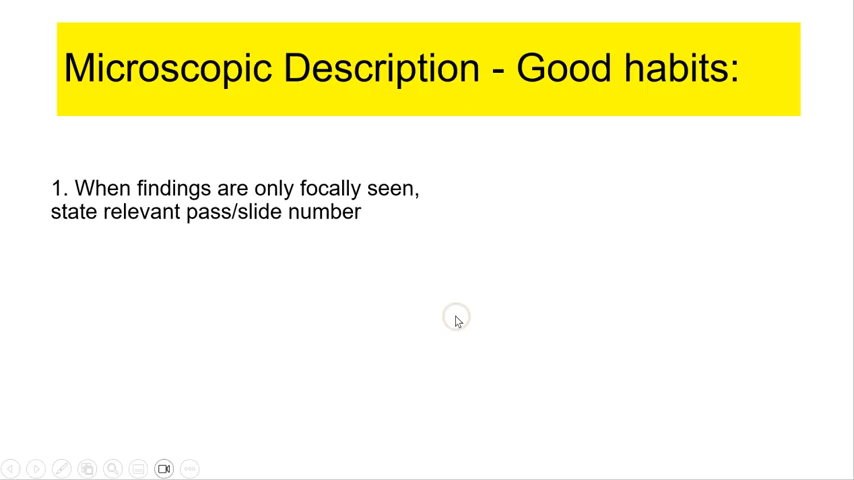 Microscopic Description - Good habits:
1. When findings are only focally seen,
state relevant pass/slide number